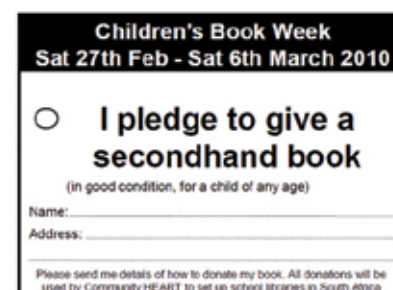 Children's Book Week
Sat 27th Feb - Sat 6th March 2010
I pledge to give a
secondhand book
(in good condition, for a child of any age)
Name:
Address:
Please send me details of how to donate my book. All donations will be
used by Community HEART to set up school libraries in South Africa